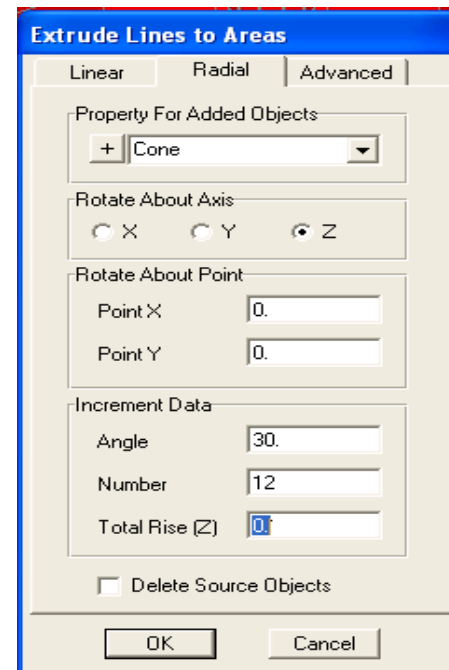 Extrude Lines to Areas
Linear Radial Advanced
Property For Added Objects
+ Cone
Rotate About Axis
X Y Z
Rotate About Point
Point X 0.
Point Y 0.
Increment Data
Angle 30.
Number 12
Total Rise (Z) 0.
Delete Source Objects
OK Cancel